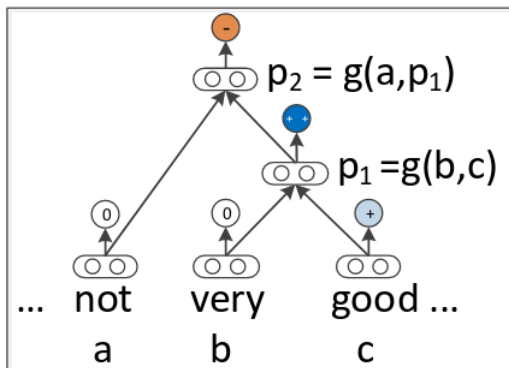 -
p₂ = g(a,p₁)
+ +
p₁ =g(b,c)
0 0 +
... not very good ...
a b c